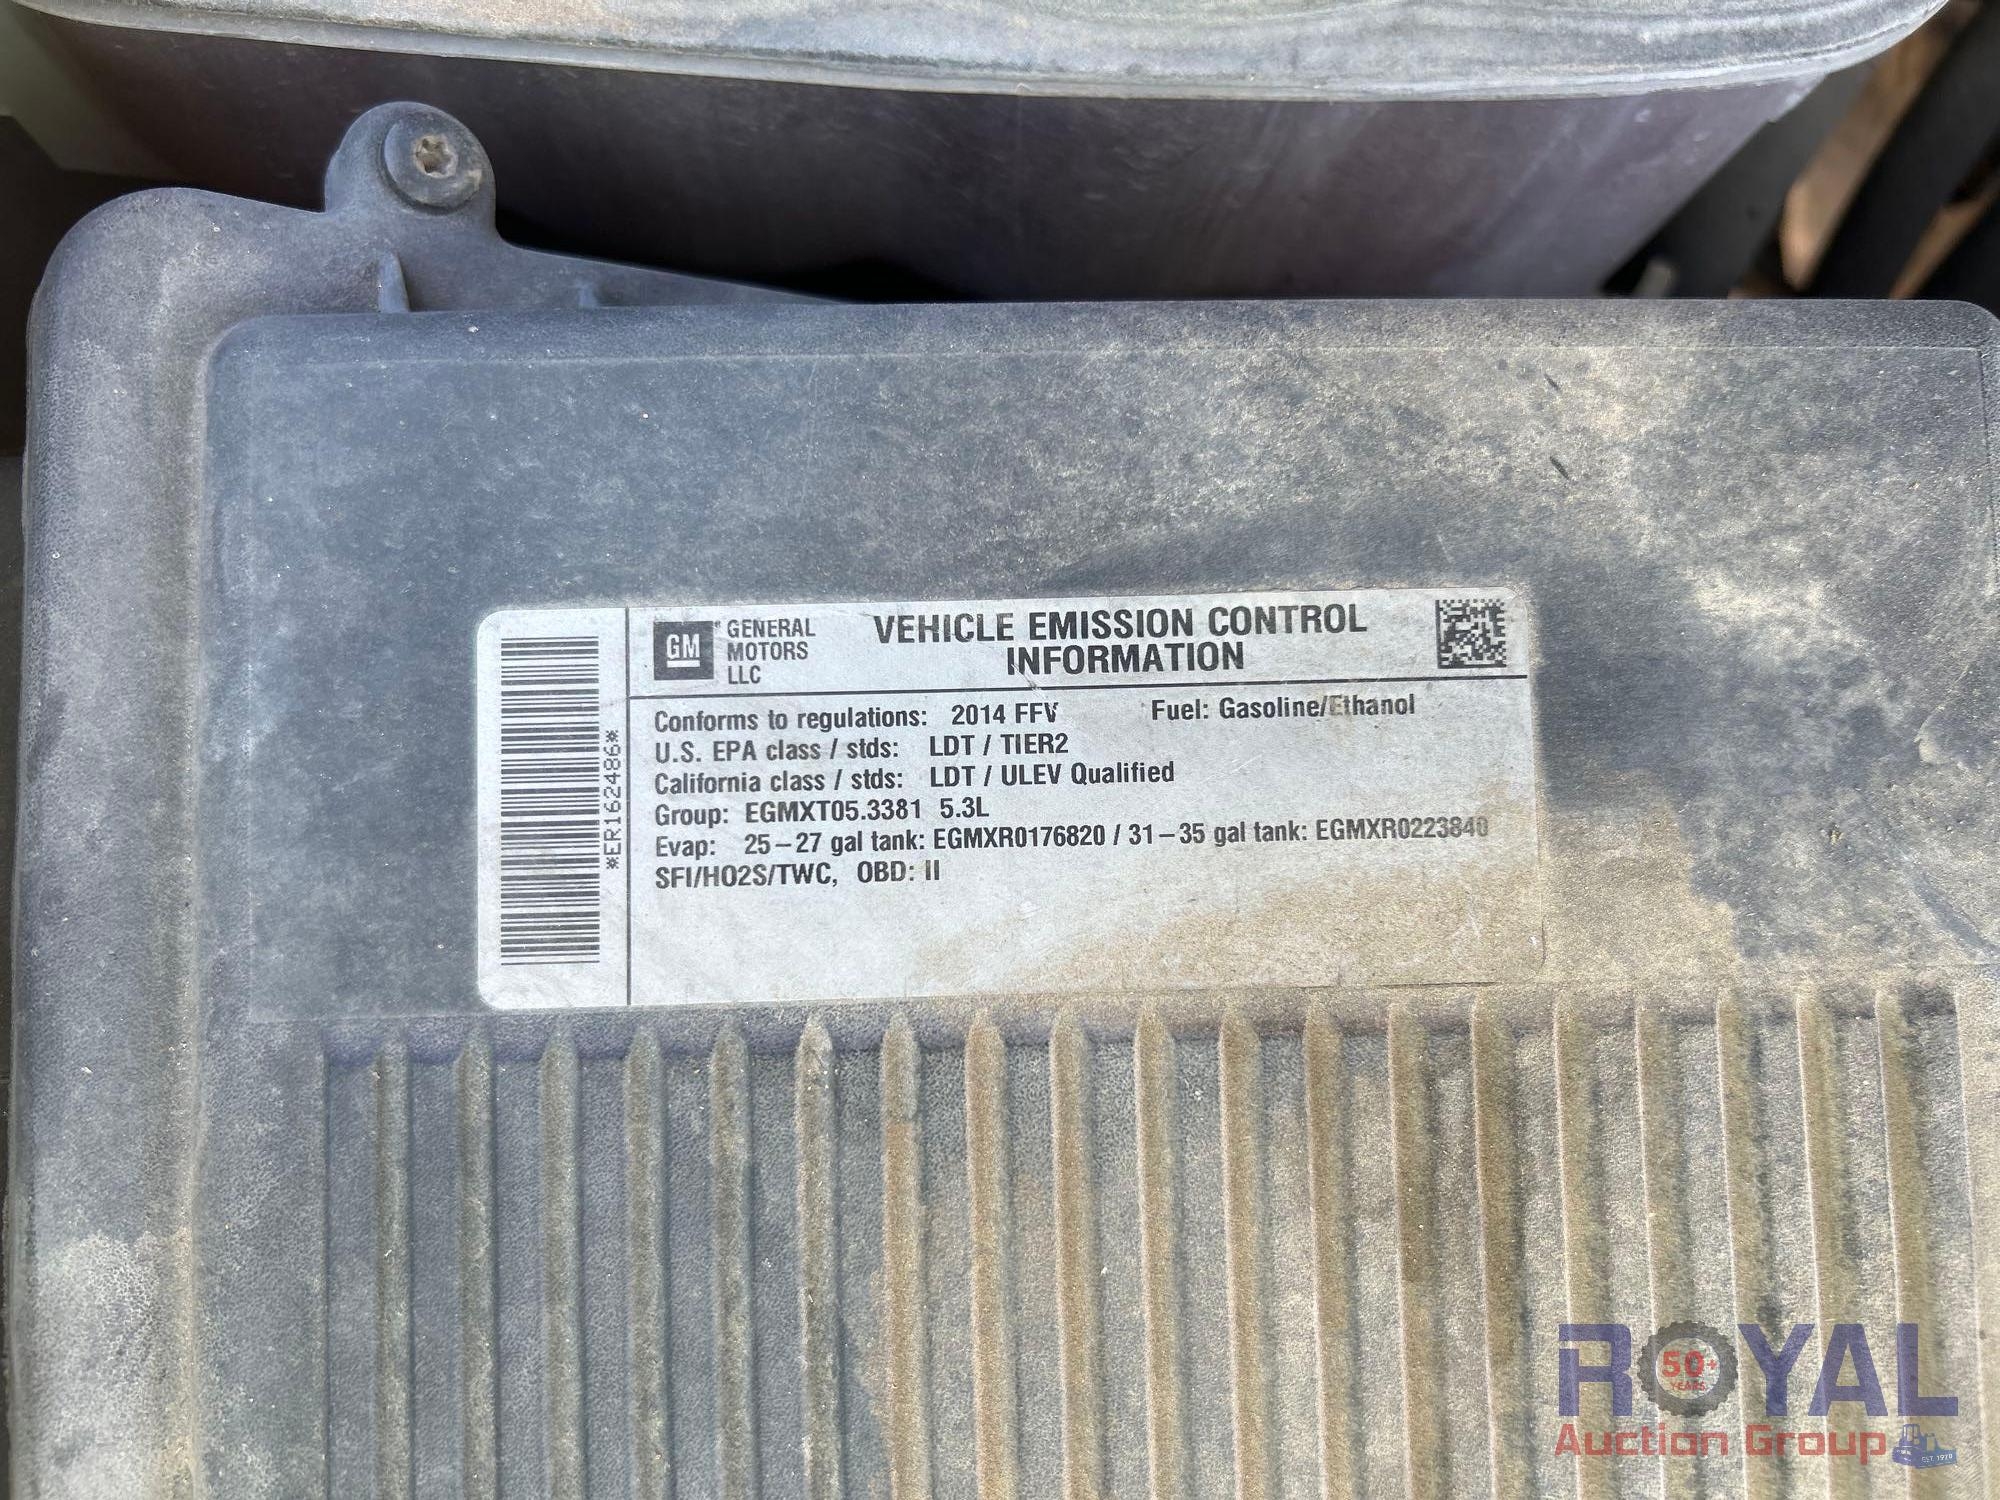 GM
GENERAL
MOTORS
LLC
VEHICLE EMISSION CONTROL
INFORMATION
Conforms to regulations: 2014 FFV Fuel: Gasoline/Ethanol
U.S. EPA class / stds: LDT / TIER2
California class / stds: LDT / ULEV Qualified
Group: EGMXT05.3381 5.3L
Evap: 25–27 gal tank: EGMXR0176820 / 31–35 gal tank: EGMXR0223840
SFI/HO2S/TWC, OBD: II
*ER162486*
ROYAL
50+
YEARS
Auction Group
EST. 1970